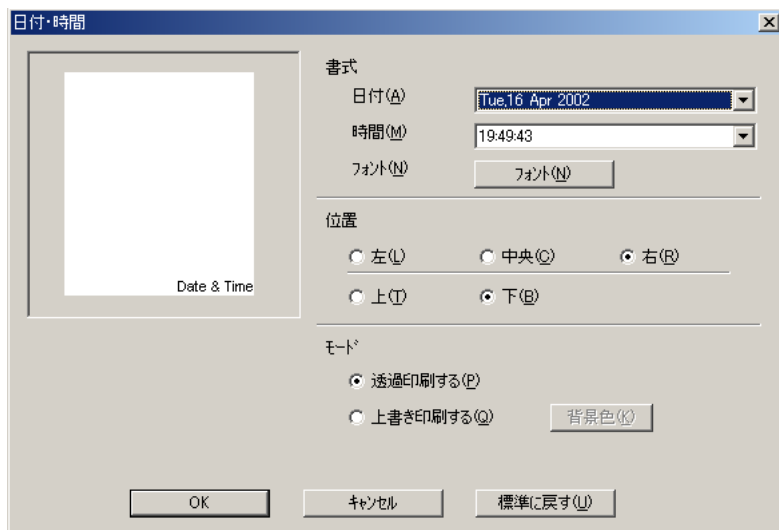 日付・時間
書式
日付(A) Tue,16 Apr 2002
時間(M) 19:49:43
フォント(N) フォント(N)
位置
左(L) 中央(C) 右(R)
上(T) 下(B)
Date & Time
モード
透過印刷する(P)
上書き印刷する(Q) 背景色(K)
OK キャンセル 標準に戻す(U)